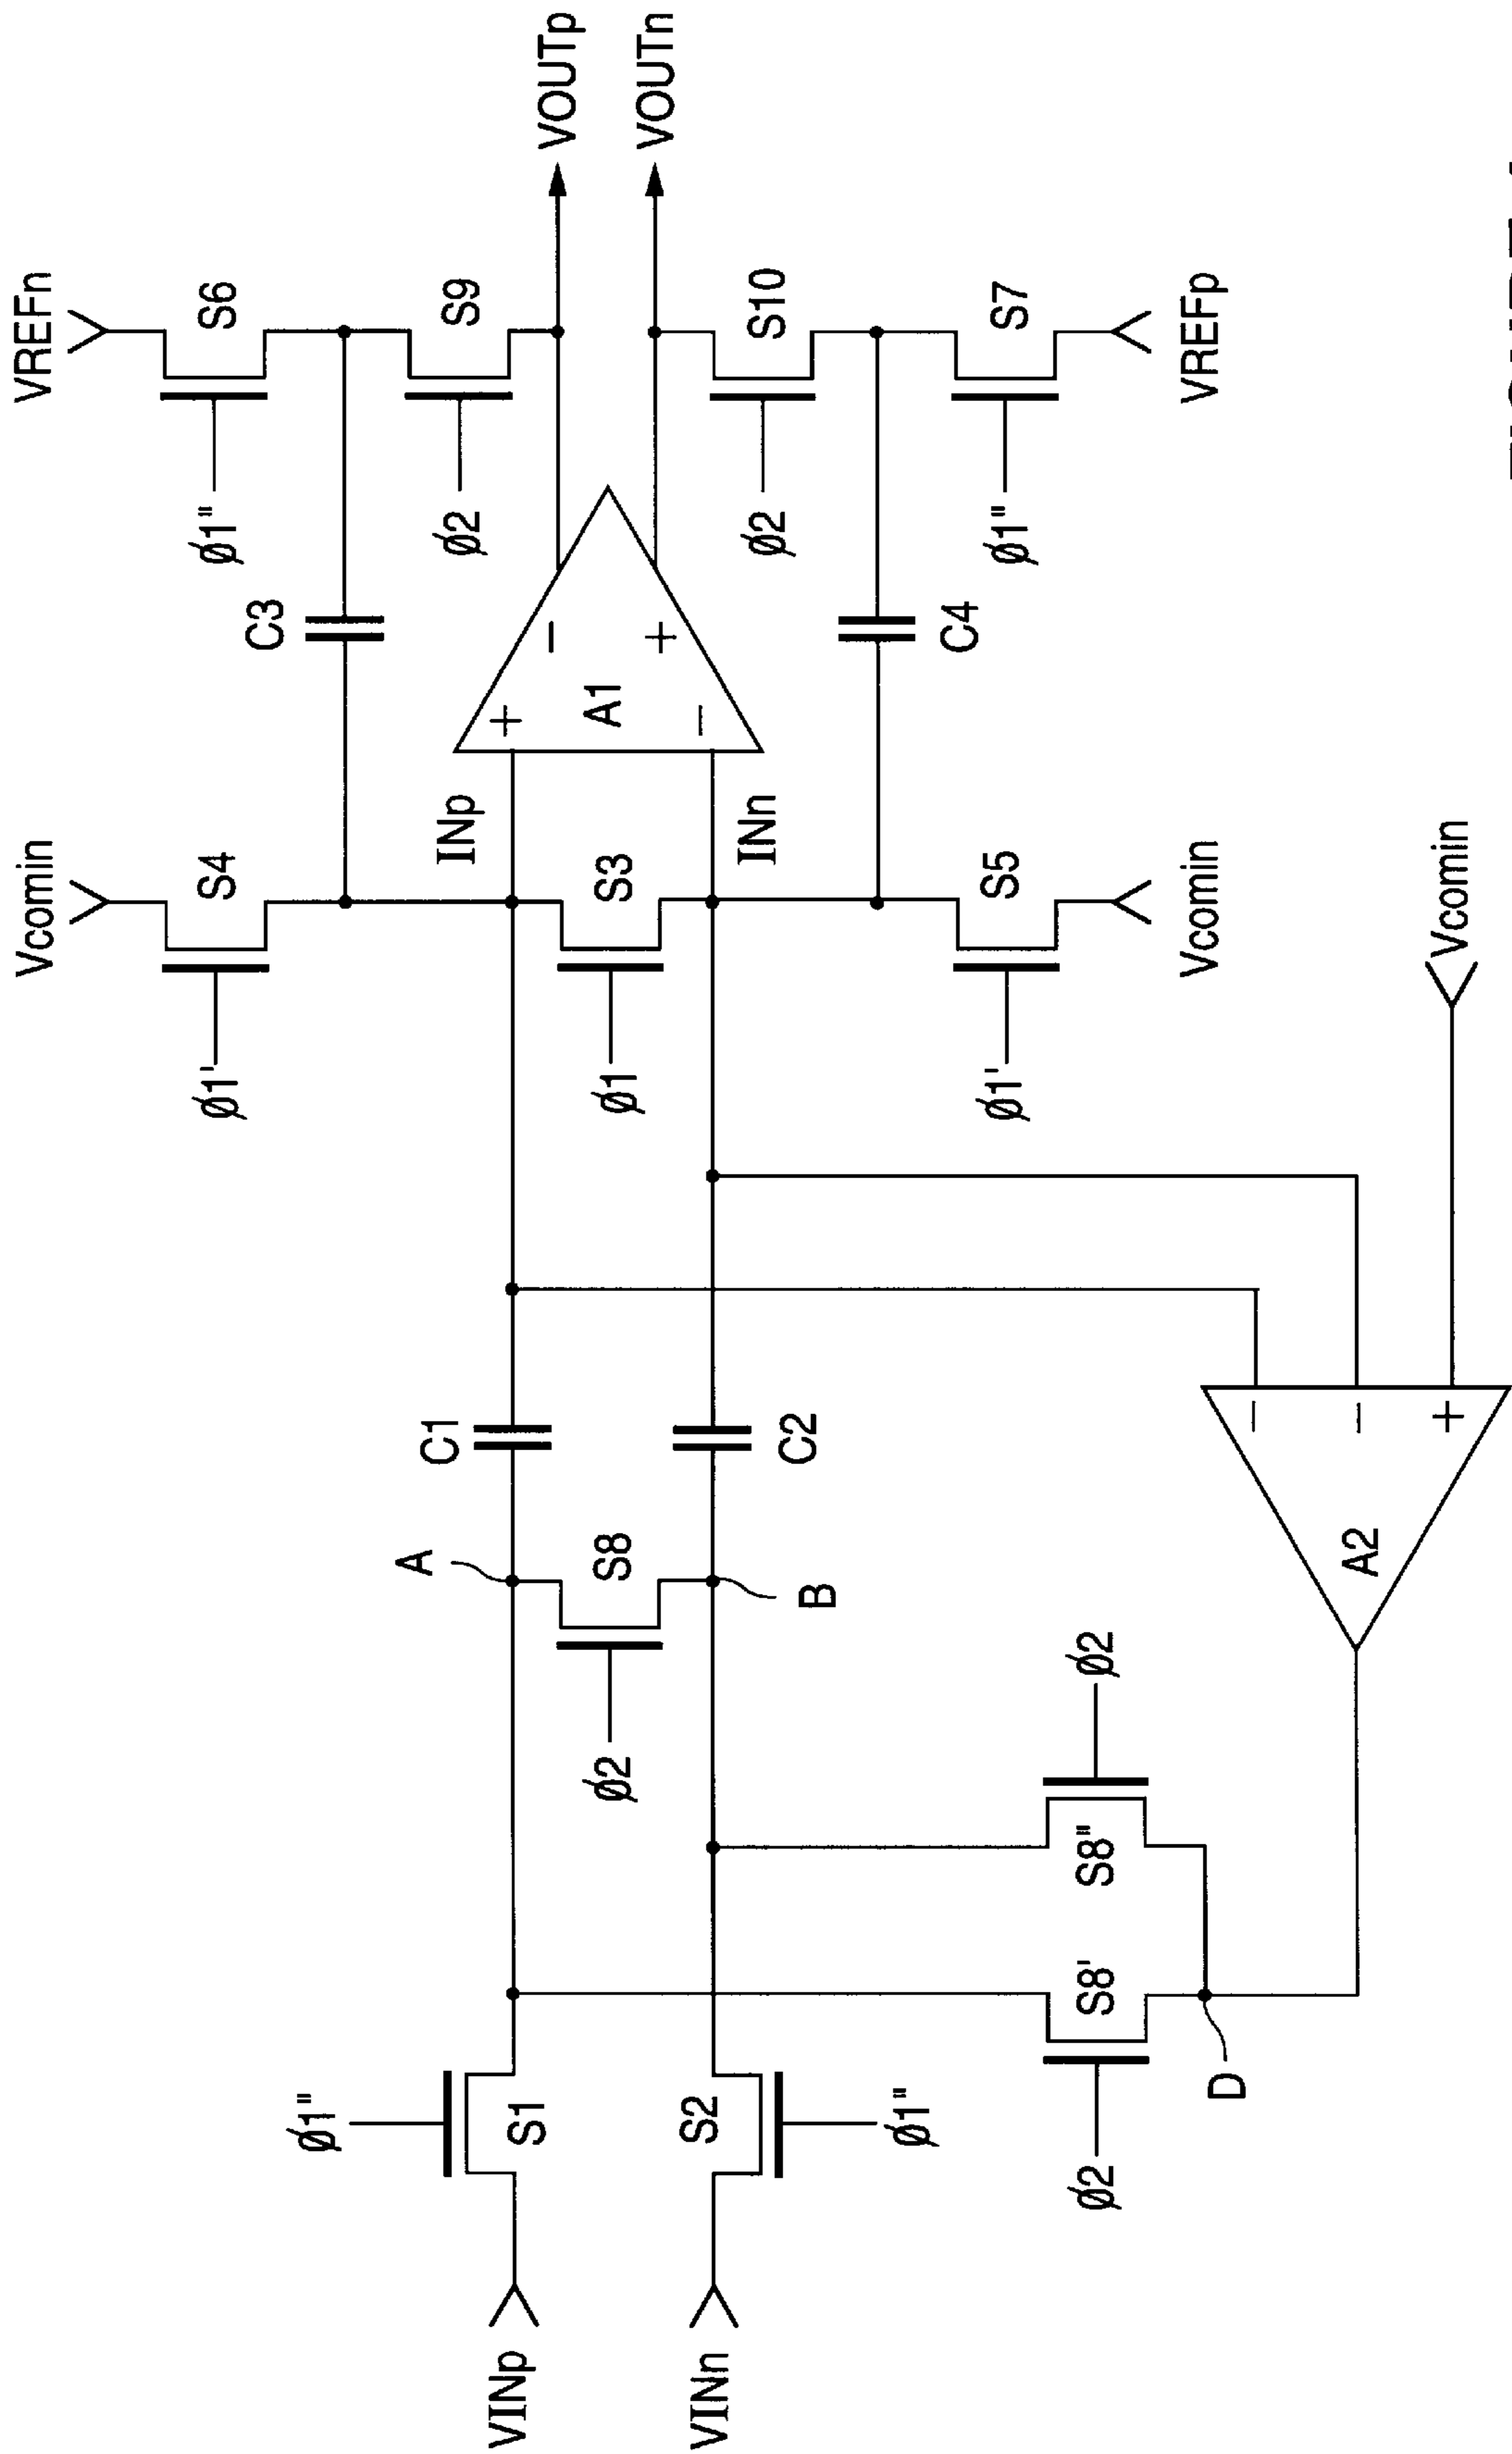 VREFn
VOUTp
VOUTn
S6
S9
S10
S7
VREFp
ø1"
ø2
ø2
ø1"
C3
C4
−
+
A1
+
−
Vcomin
S4
INp
S3
INn
S5
Vcomin
Vcomin
ø1'
ø1
ø1'
C1
C2
−
−
+
A2
A
S8
B
ø2
ø2
S8"
S8'
D
ø1"
S1
S2
ø1"
ø2
VINp
VINn